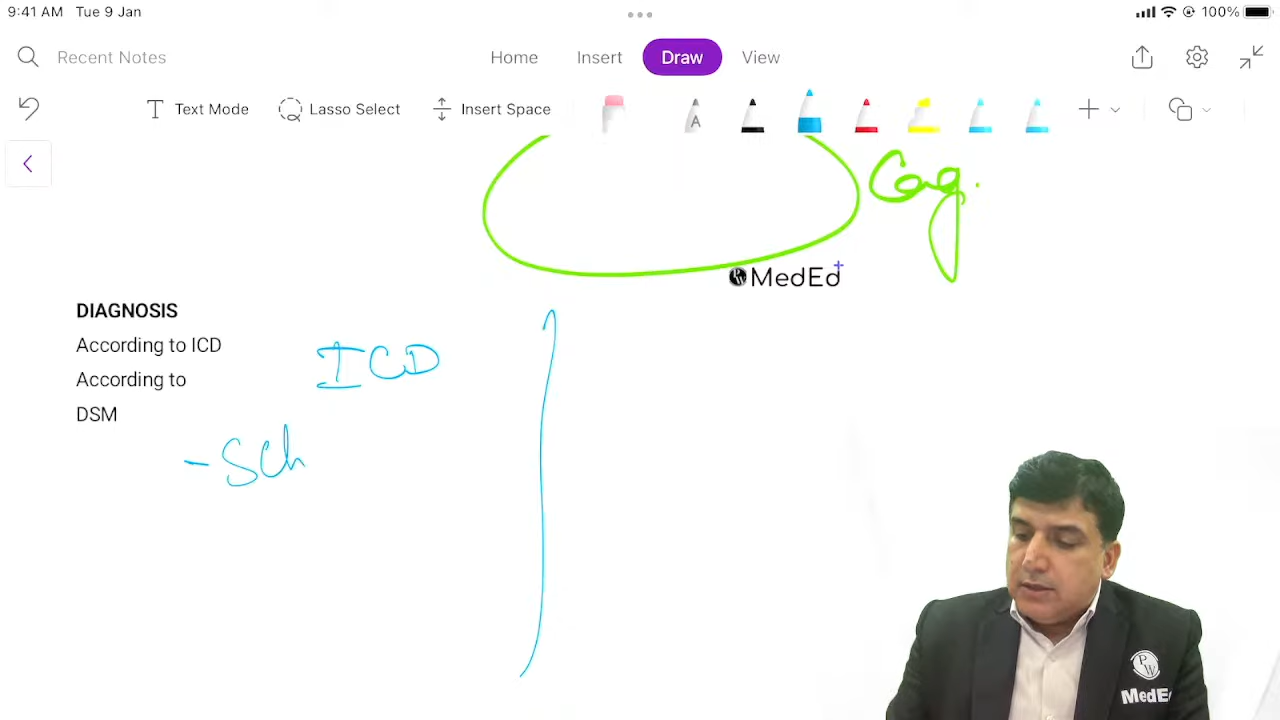 9:41 AM Tue 9 Jan
100%
Recent Notes
Home Insert Draw View
Text Mode Lasso Select Insert Space
A
MedEd
DIAGNOSIS
According to ICD
According to
DSM
ICD
- Sch
PW
MedEd